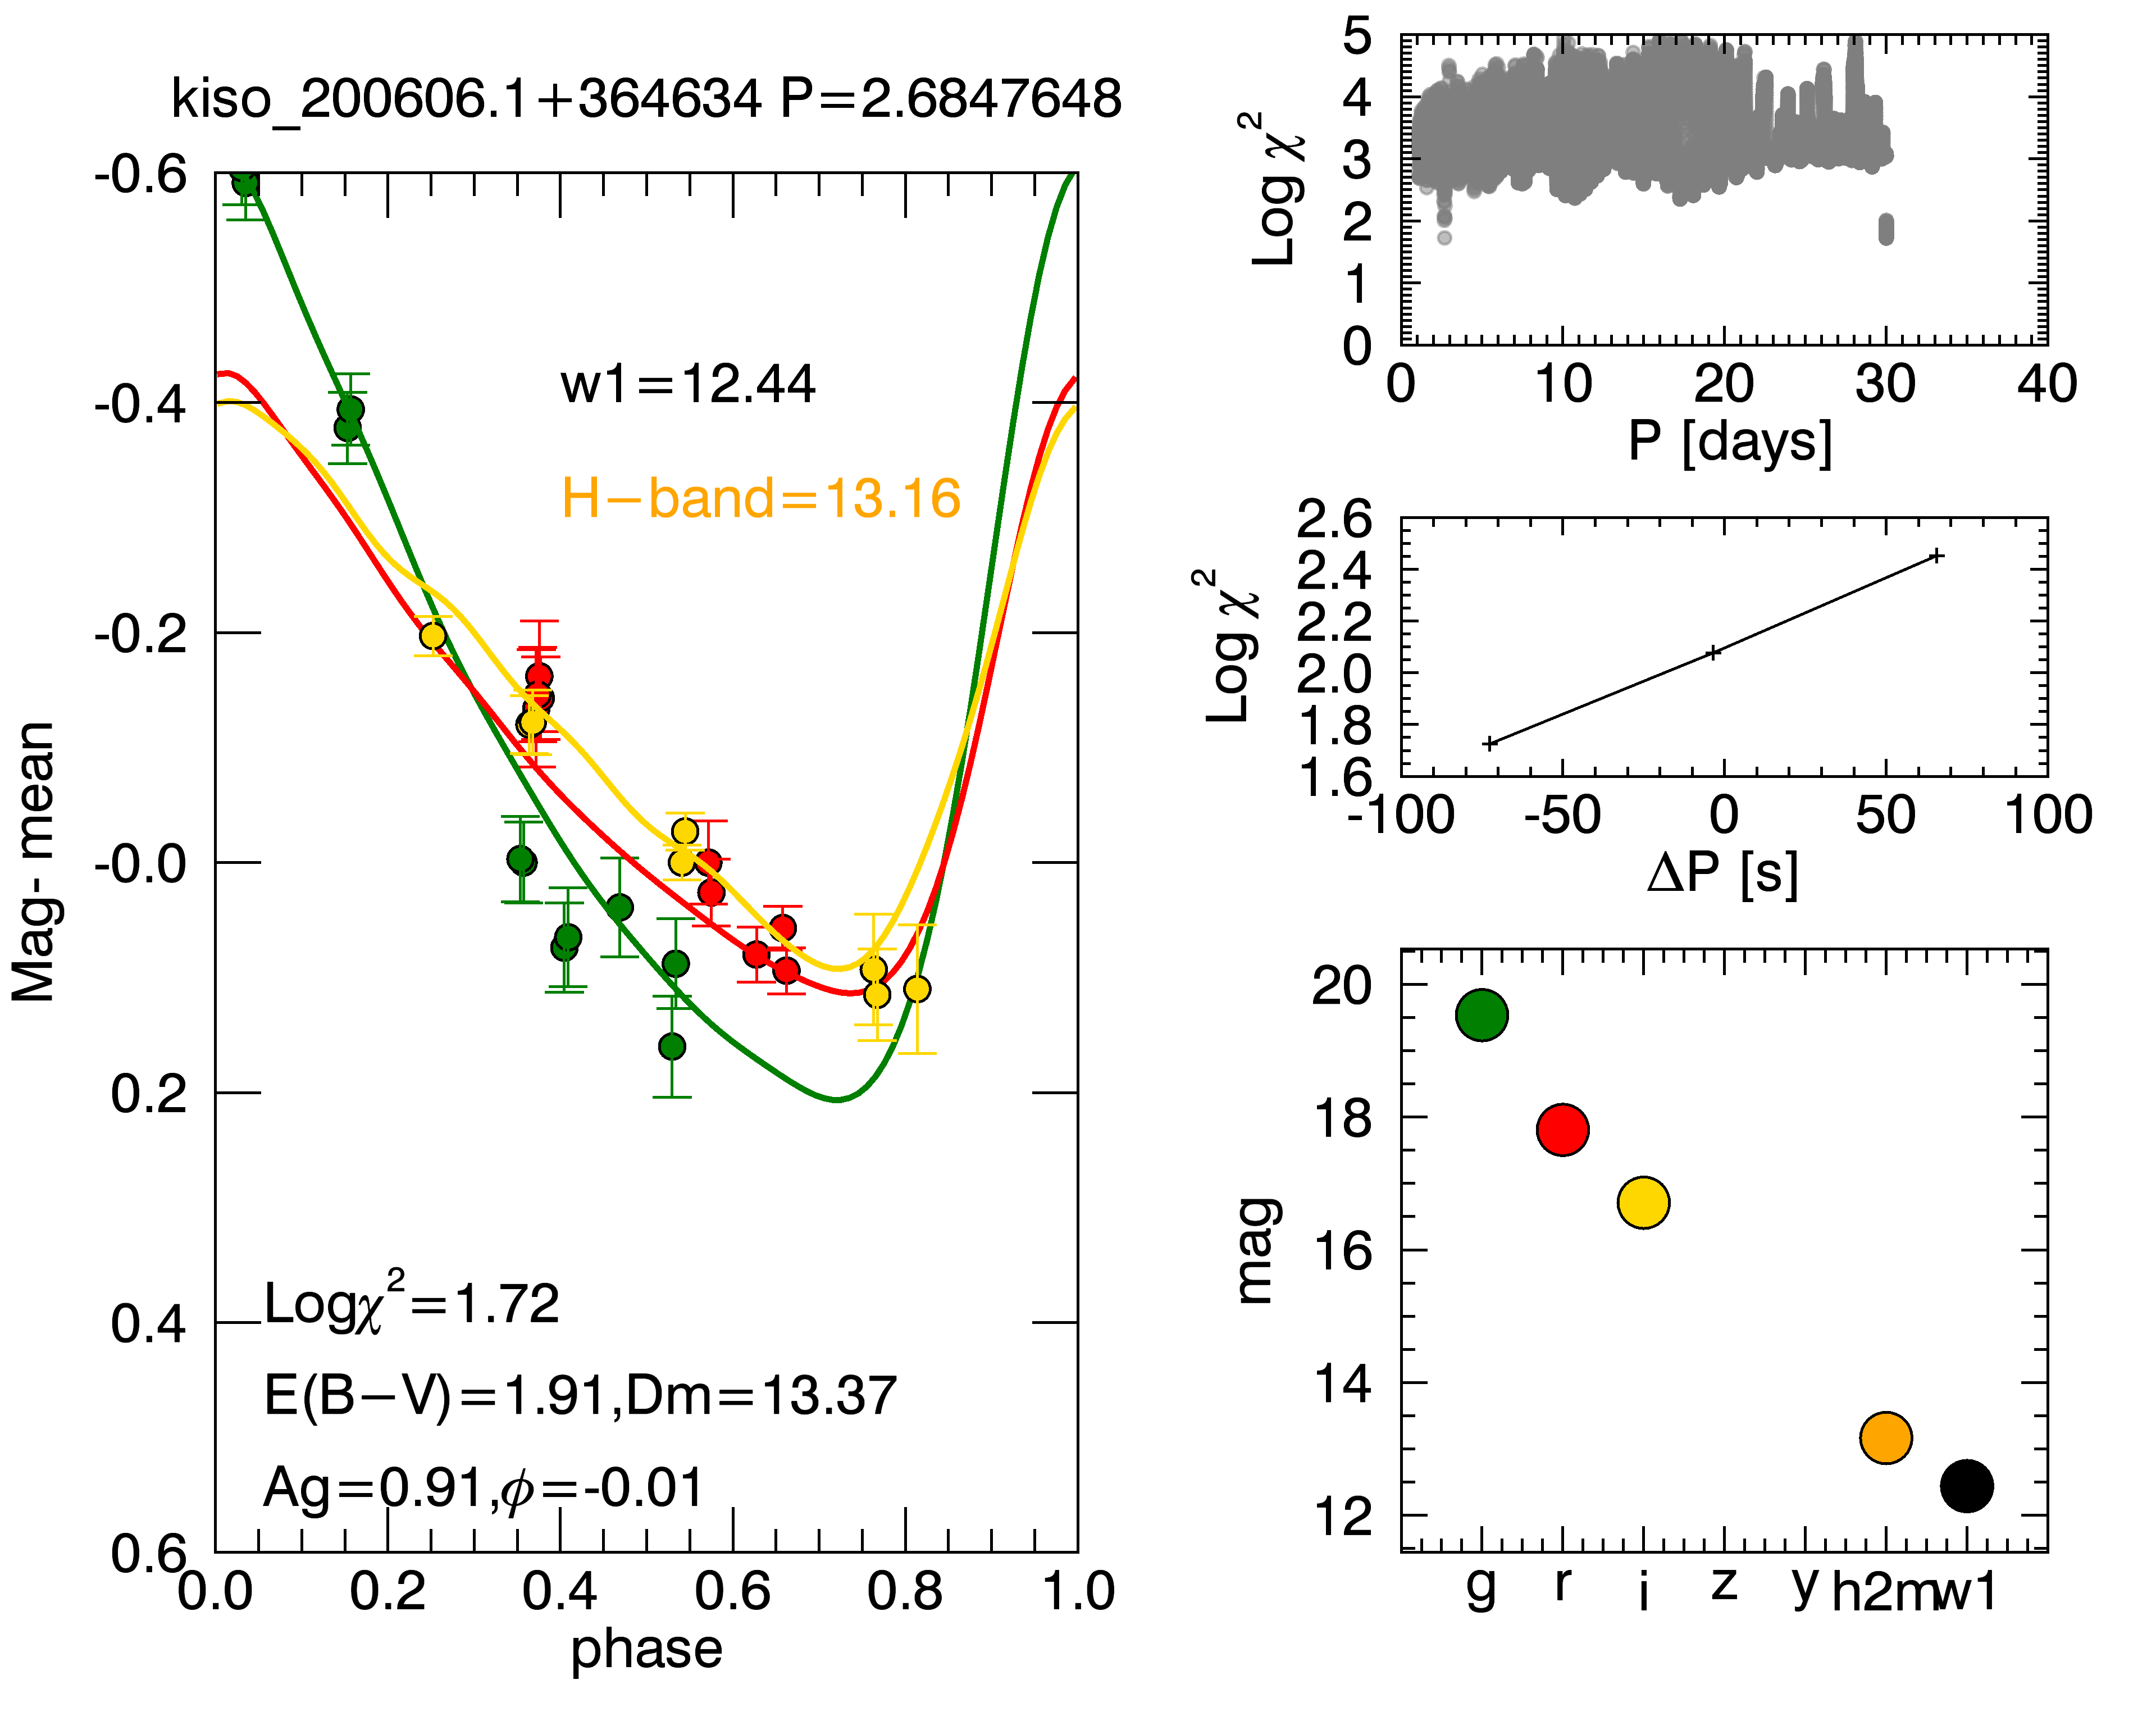 kiso_200606.1+364634 P=2.6847648
-0.6
-0.4
-0.2
-0.0
0.2
0.4
0.6
Mag- mean
w1=12.44
H−band=13.16
Logχ²=1.72
E(B−V)=1.91,Dm=13.37
Ag=0.91,ϕ=-0.01
0.0 0.2 0.4 0.6 0.8 1.0
phase
5
4
3
2
1
0
Log χ²
0 10 20 30 40
P [days]
2.6
2.4
2.2
2.0
1.8
1.6
Log χ²
-100 -50 0 50 100
ΔP [s]
20
18
16
14
12
mag
g r i z y h2m w1